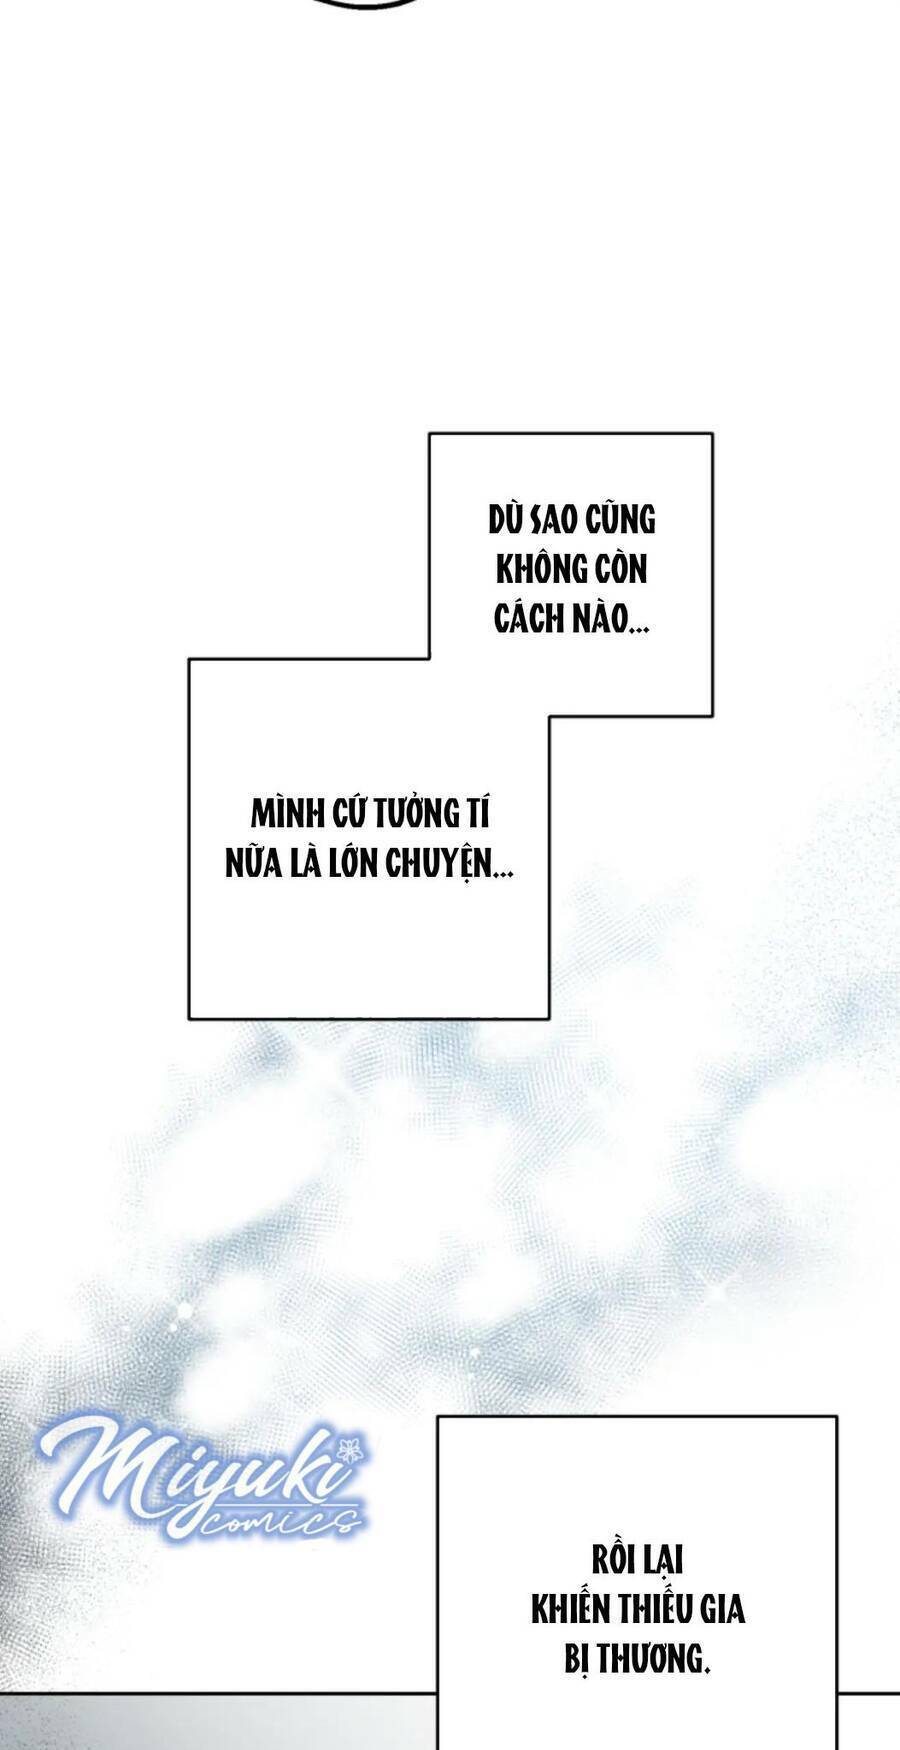 DÙ SAO CŨNG
KHÔNG CÒN
CÁCH NÀO...
MÌNH CỨ TƯỞNG TÍ
NỮA LÀ LỚN CHUYỆN...
Miyuki
comics
RỒI LẠI
KHIẾN THIẾU GIA
BỊ THƯƠNG.